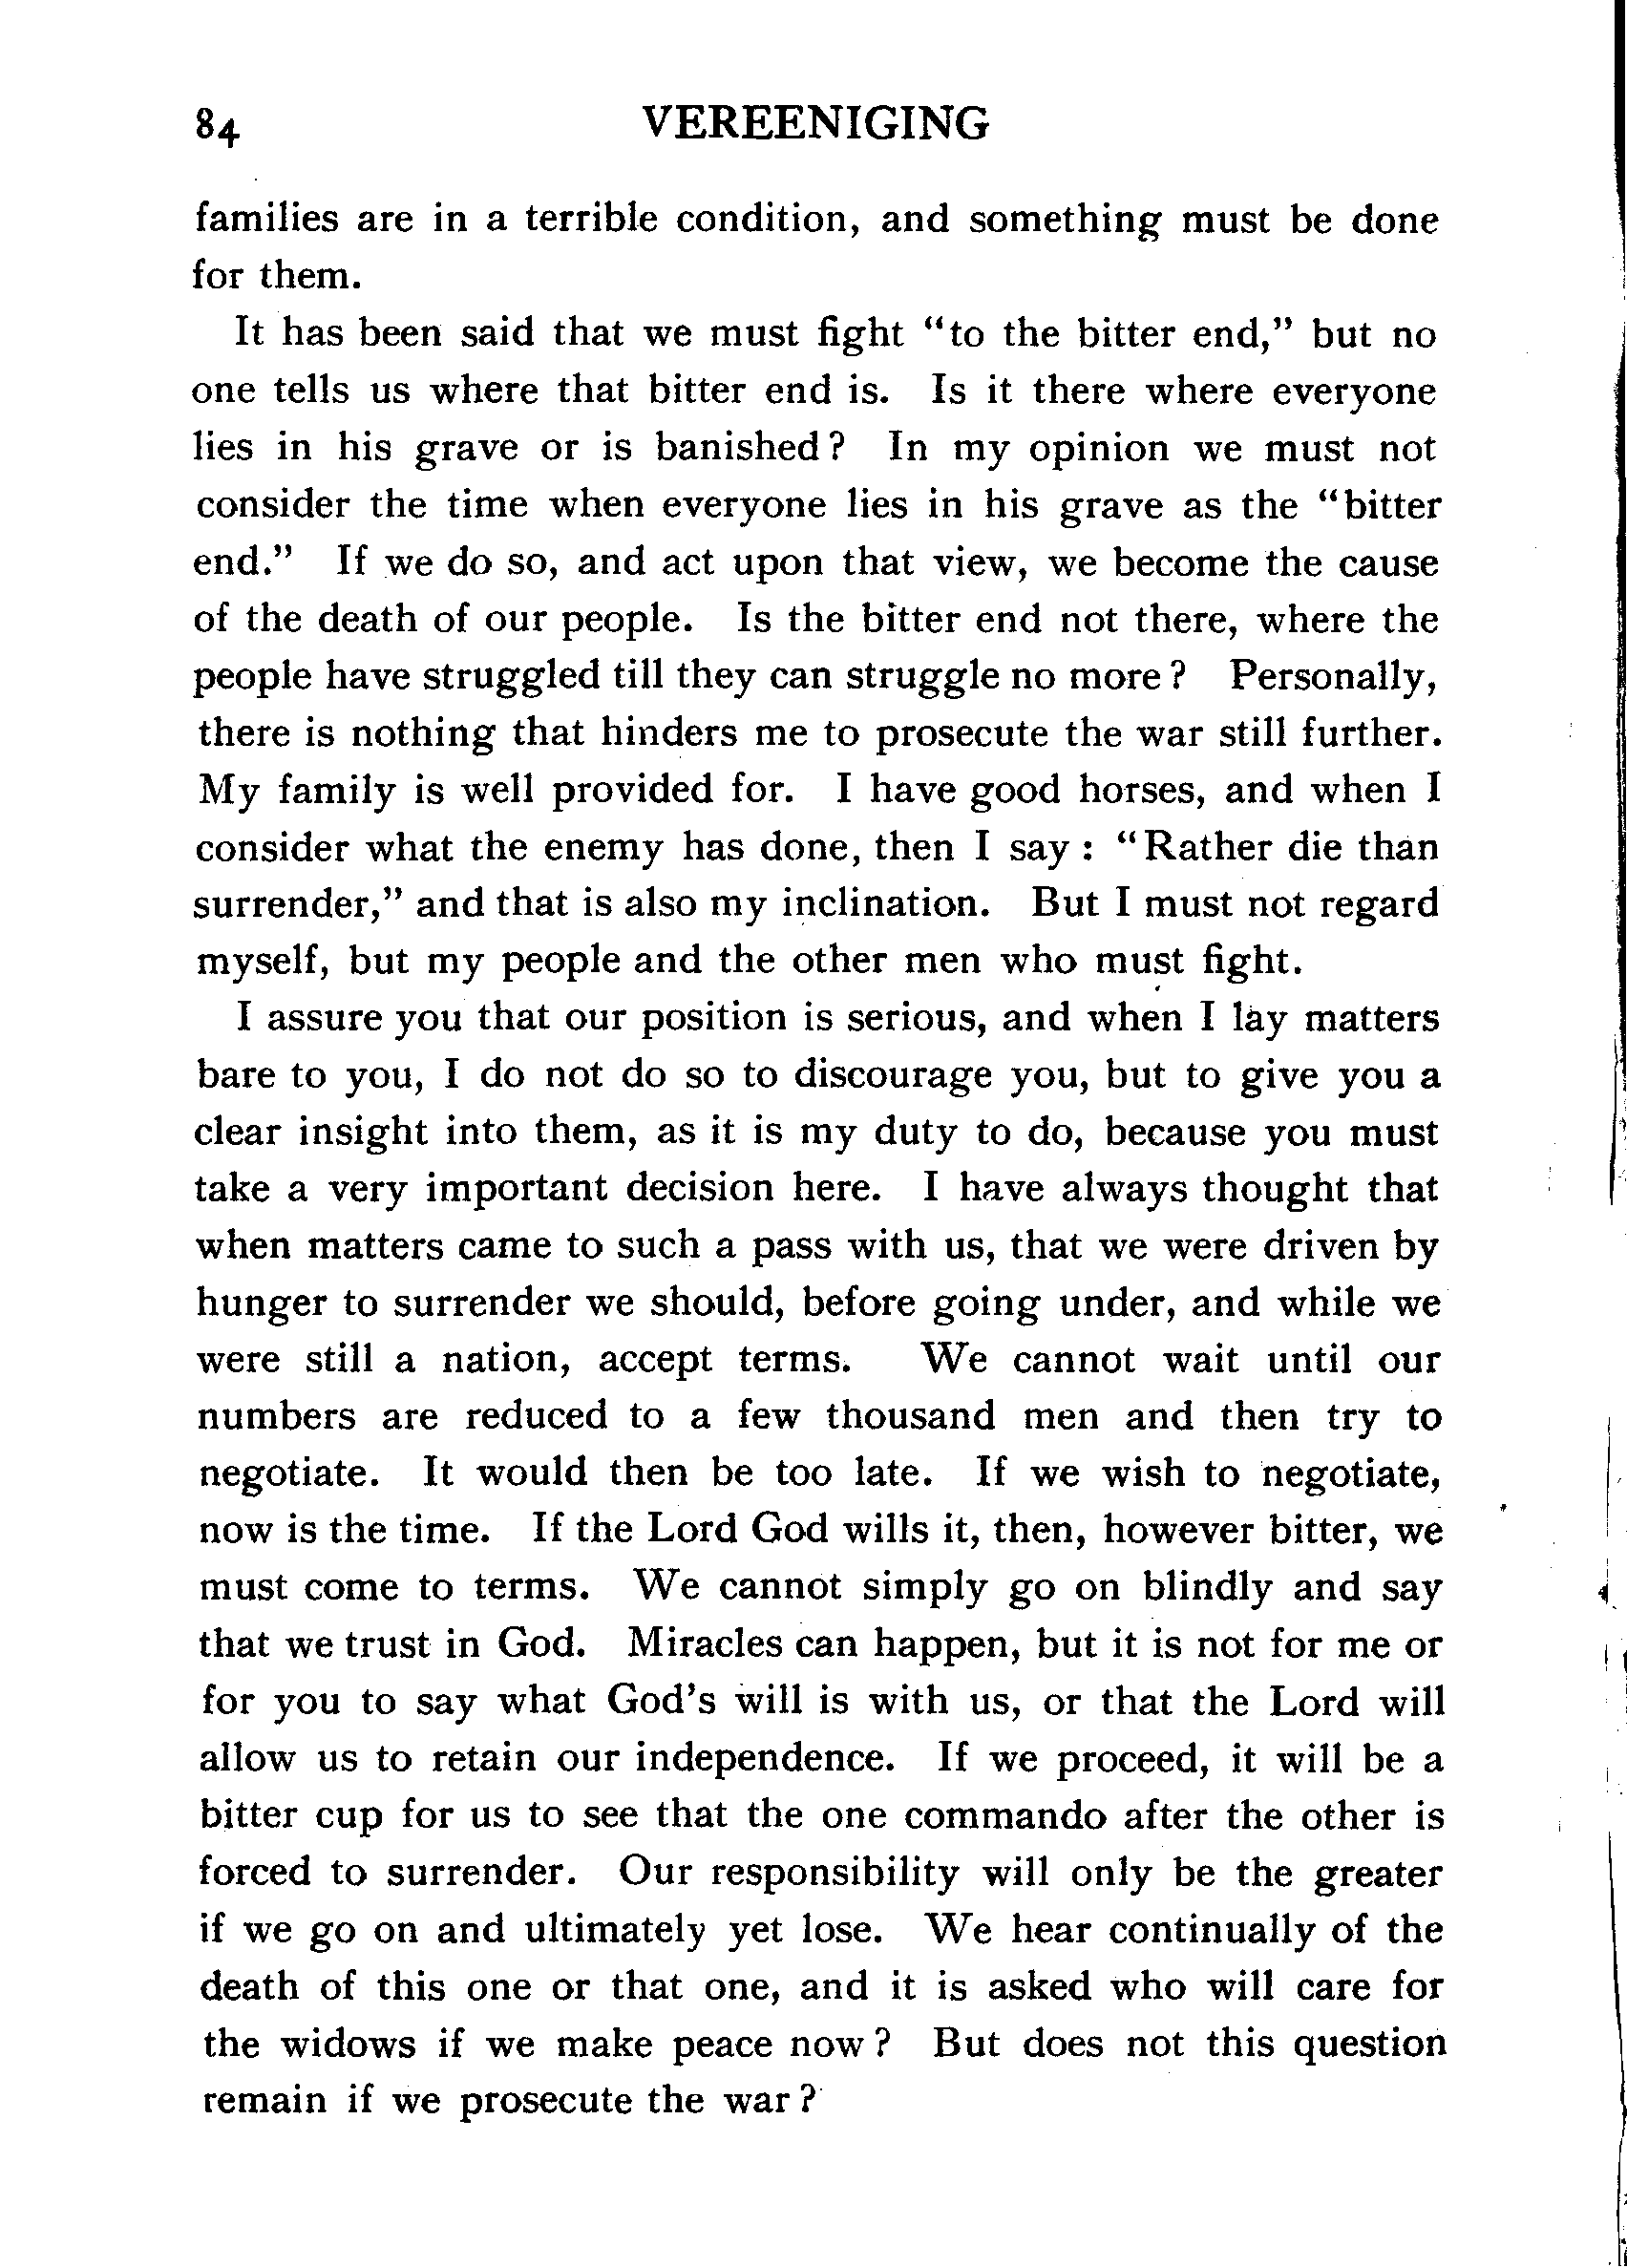 84 VEREENIGING
families are in a terrible condition, and something must be done
for them.
It has been said that we must fight "to the bitter end," but no
one tells us where that bitter end is. Is it there where everyone
lies in his grave or is banished? In my opinion we must not
consider the time when everyone lies in his grave as the "bitter
end." If we do so, and act upon that view, we become the cause
of the death of our people. Is the bitter end not there, where the
people have struggled till they can struggle no more? Personally,
there is nothing that hinders me to prosecute the war still further.
My family is well provided for. I have good horses, and when I
consider what the enemy has done, then I say: "Rather die than
surrender," and that is also my inclination. But I must not regard
myself, but my people and the other men who must fight.
I assure you that our position is serious, and when I lay matters
bare to you, I do not do so to discourage you, but to give you a
clear insight into them, as it is my duty to do, because you must
take a very important decision here. I have always thought that
when matters came to such a pass with us, that we were driven by
hunger to surrender we should, before going under, and while we
were still a nation, accept terms. We cannot wait until our
numbers are reduced to a few thousand men and then try to
negotiate. It would then be too late. If we wish to negotiate,
now is the time. If the Lord God wills it, then, however bitter, we
must come to terms. We cannot simply go on blindly and say
that we trust in God. Miracles can happen, but it is not for me or
for you to say what God's will is with us, or that the Lord will
allow us to retain our independence. If we proceed, it will be a
bitter cup for us to see that the one commando after the other is
forced to surrender. Our responsibility will only be the greater
if we go on and ultimately yet lose. We hear continually of the
death of this one or that one, and it is asked who will care for
the widows if we make peace now? But does not this question
remain if we prosecute the war?